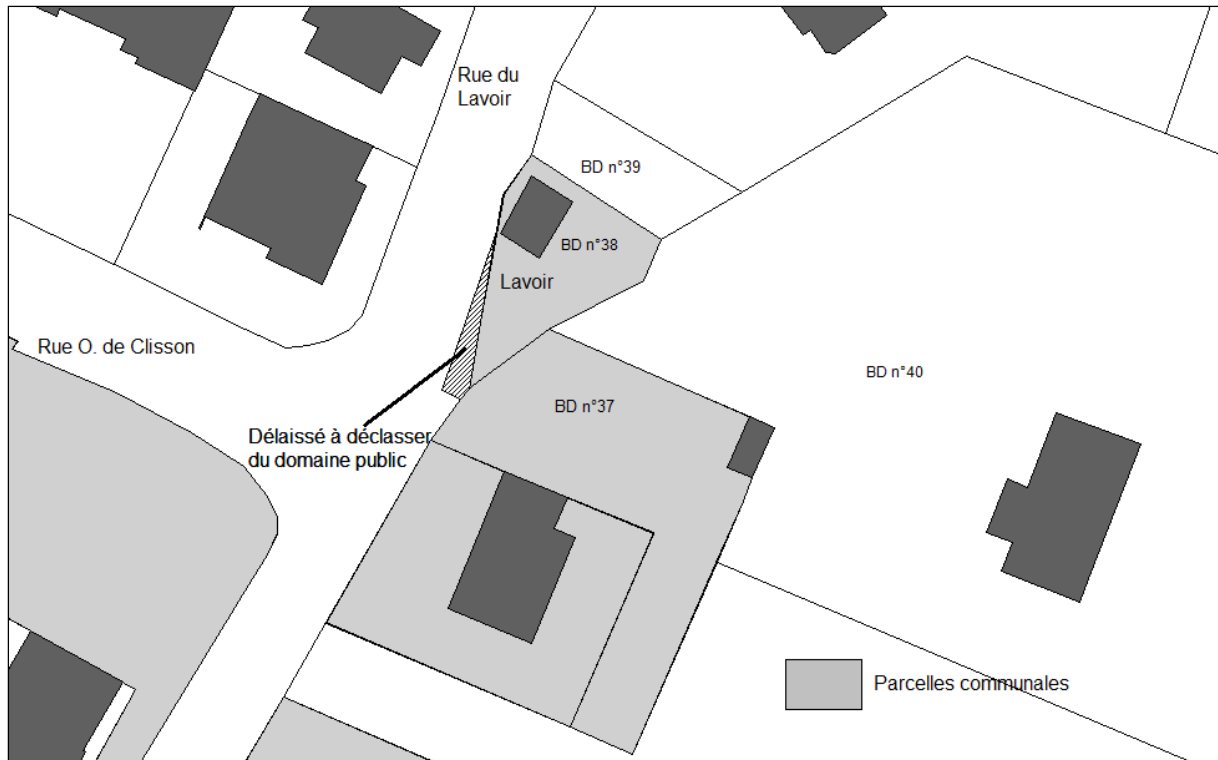 Rue du
Lavoir
BD n°39
BD n°38
Lavoir
Rue O. de Clisson
BD n°40
BD n°37
Délaissé à déclasser
du domaine public
Parcelles communales